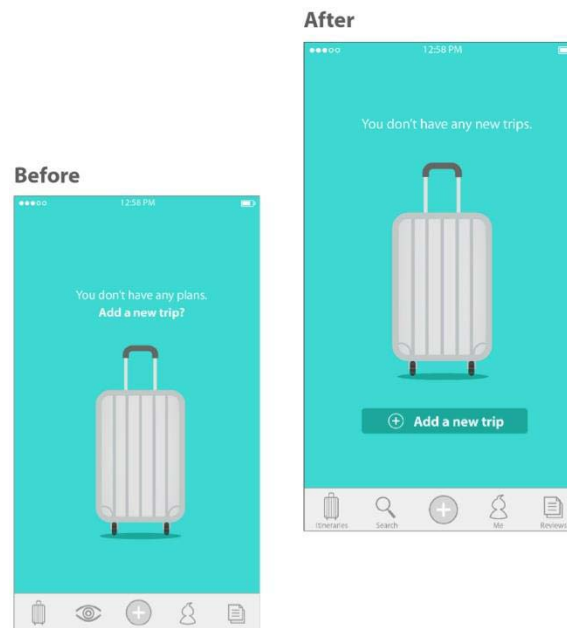 After
12:58 PM
You don't have any new trips.
Add a new trip
Itineraries
Search
Me
Reviews
Before
12:58 PM
You don't have any plans.
Add a new trip?